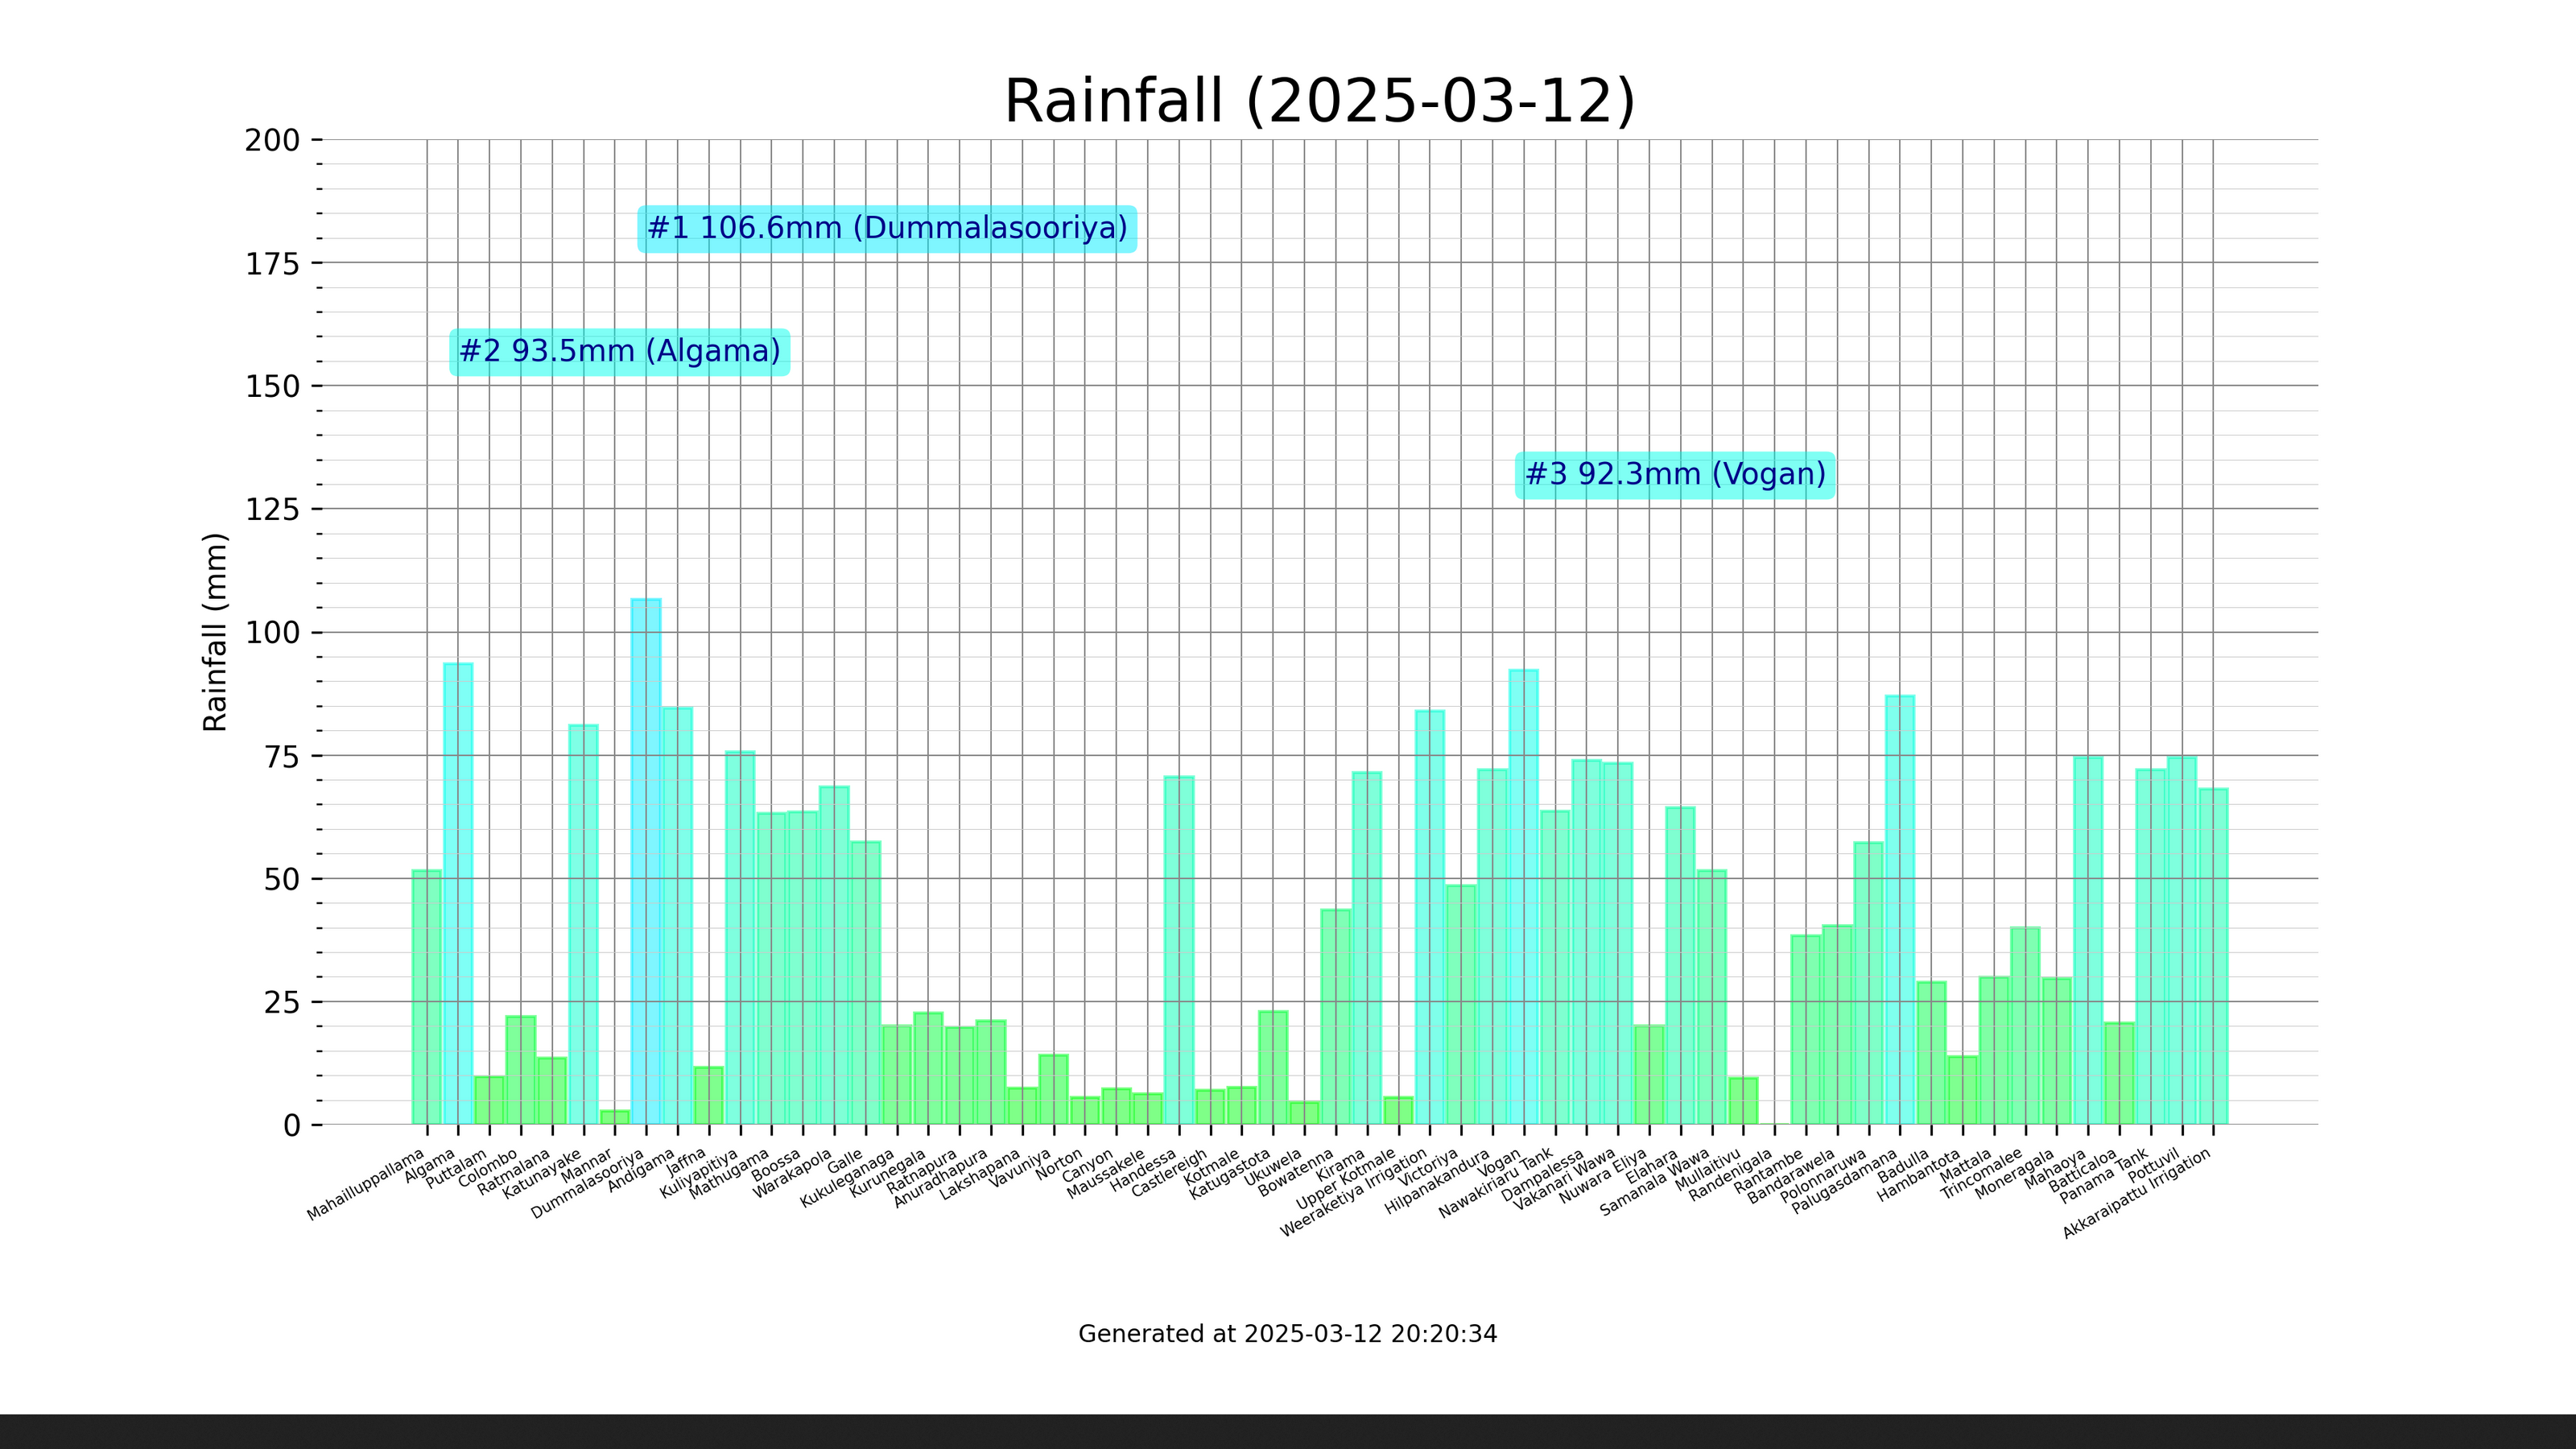 Rainfall (2025-03-12)
200
175
150
125
100
75
50
25
0
Rainfall (mm)
#1 106.6mm (Dummalasooriya)
#2 93.5mm (Algama)
#3 92.3mm (Vogan)
Mahailluppallama
Algama
Puttalam
Colombo
Ratmalana
Katunayake
Mannar
Dummalasooriya
Andigama
Jaffna
Kuliyapitiya
Mathugama
Boossa
Warakapola
Galle
Kukuleganaga
Kurunegala
Ratnapura
Anuradhapura
Lakshapana
Vavuniya
Norton
Canyon
Maussakele
Handessa
Castlereigh
Kotmale
Katugastota
Ukuwela
Bowatenna
Kirama
Upper Kotmale
Weeraketiya Irrigation
Victoriya
Hilpanakandura
Vogan
Nawakiriaru Tank
Dampalessa
Vakanari Wawa
Nuwara Eliya
Elahara
Samanala Wawa
Mullaitivu
Randenigala
Rantambe
Bandarawela
Polonnaruwa
Palugasdamana
Badulla
Hambantota
Mattala
Trincomalee
Moneragala
Mahaoya
Batticaloa
Panama Tank
Pottuvil
Akkaraipattu Irrigation
Generated at 2025-03-12 20:20:34